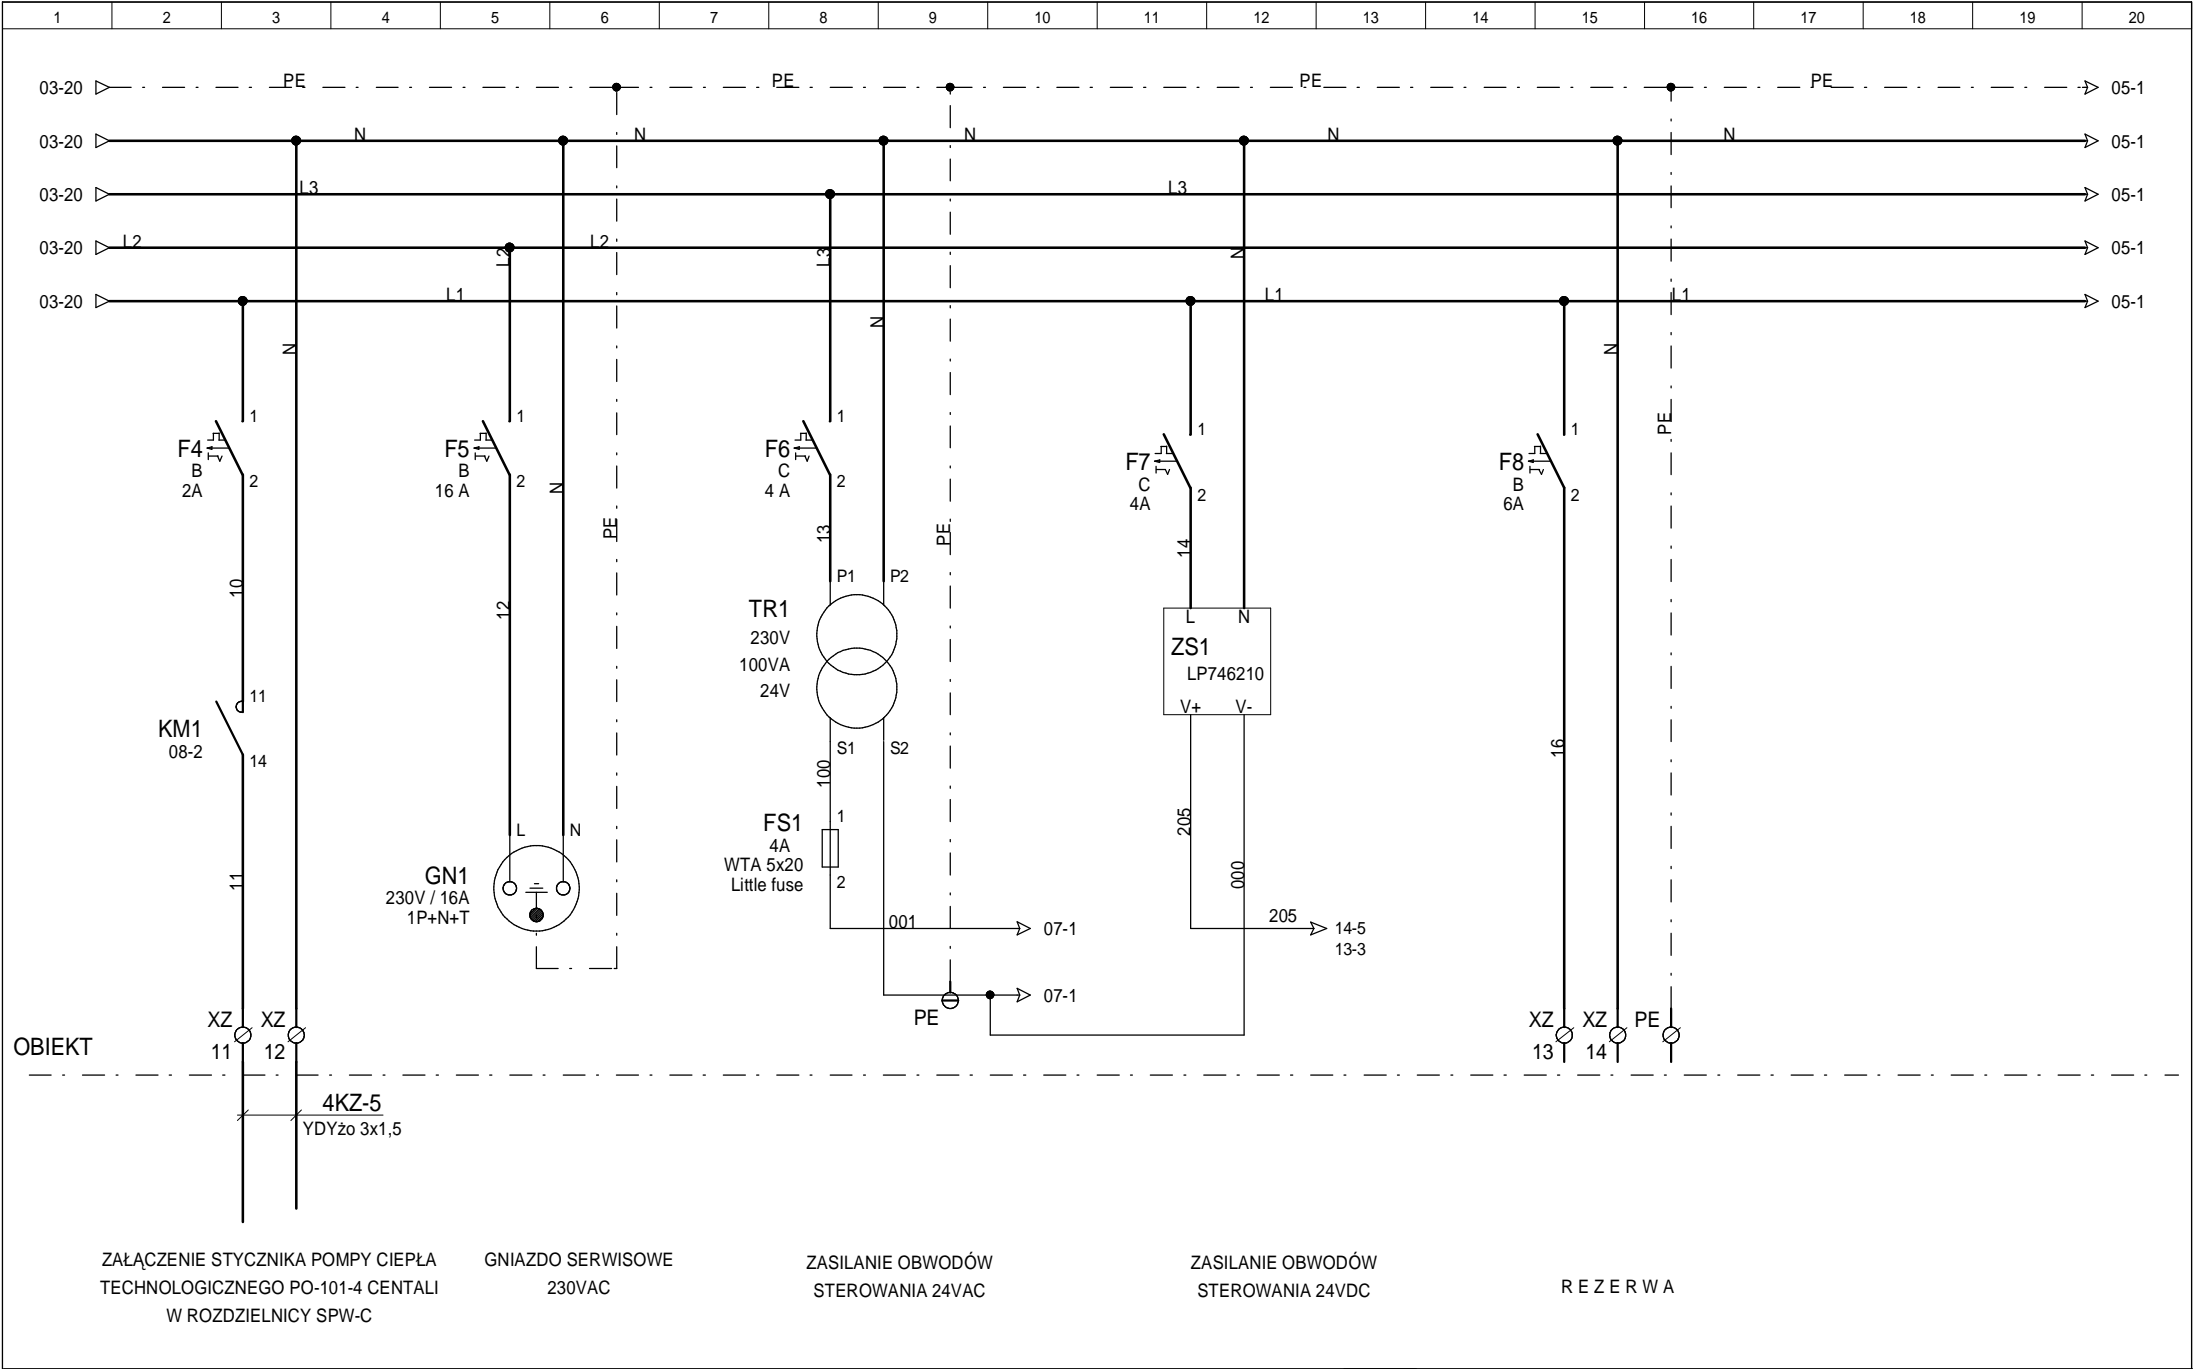 1 2 3 4 5 6 7 8 9 10 11 12 13 14 15 16 17 18 19 20
03-20 PE PE PE PE 05-1
03-20 N N N N 05-1
03-20 L3 L3 05-1
03-20 L2 L2 05-1
L2 L3 N
03-20 L1 L1 L1 05-1
N
N N
PE
1 1 1 1 1
F4 F5 F6 F7 F8
B B C C B
2A 16 A 4 A 4A 6A
2 2 2 2 2
N
PE 13 PE 14
10 12
P1 P2
TR1
230V
100VA
24V
S1 S2
L N
ZS1
LP746210
V+ V-
11
KM1
08-2
14
16
100
205
FS1
4A
WTA 5x20
Little fuse
1
2
L N
GN1
230V / 16A
1P+N+T
11
000
001 07-1
205 14-5
13-3
07-1
PE
XZ XZ XZ XZ PE
11 12 13 14
OBIEKT
4KZ-5
YDYżo 3x1,5
ZAŁĄCZENIE STYCZNIKA POMPY CIEPŁA
TECHNOLOGICZNEGO PO-101-4 CENTALI
W ROZDZIELNICY SPW-C
GNIAZDO SERWISOWE
230VAC
ZASILANIE OBWODÓW
STEROWANIA 24VAC
ZASILANIE OBWODÓW
STEROWANIA 24VDC
R E Z E R W A